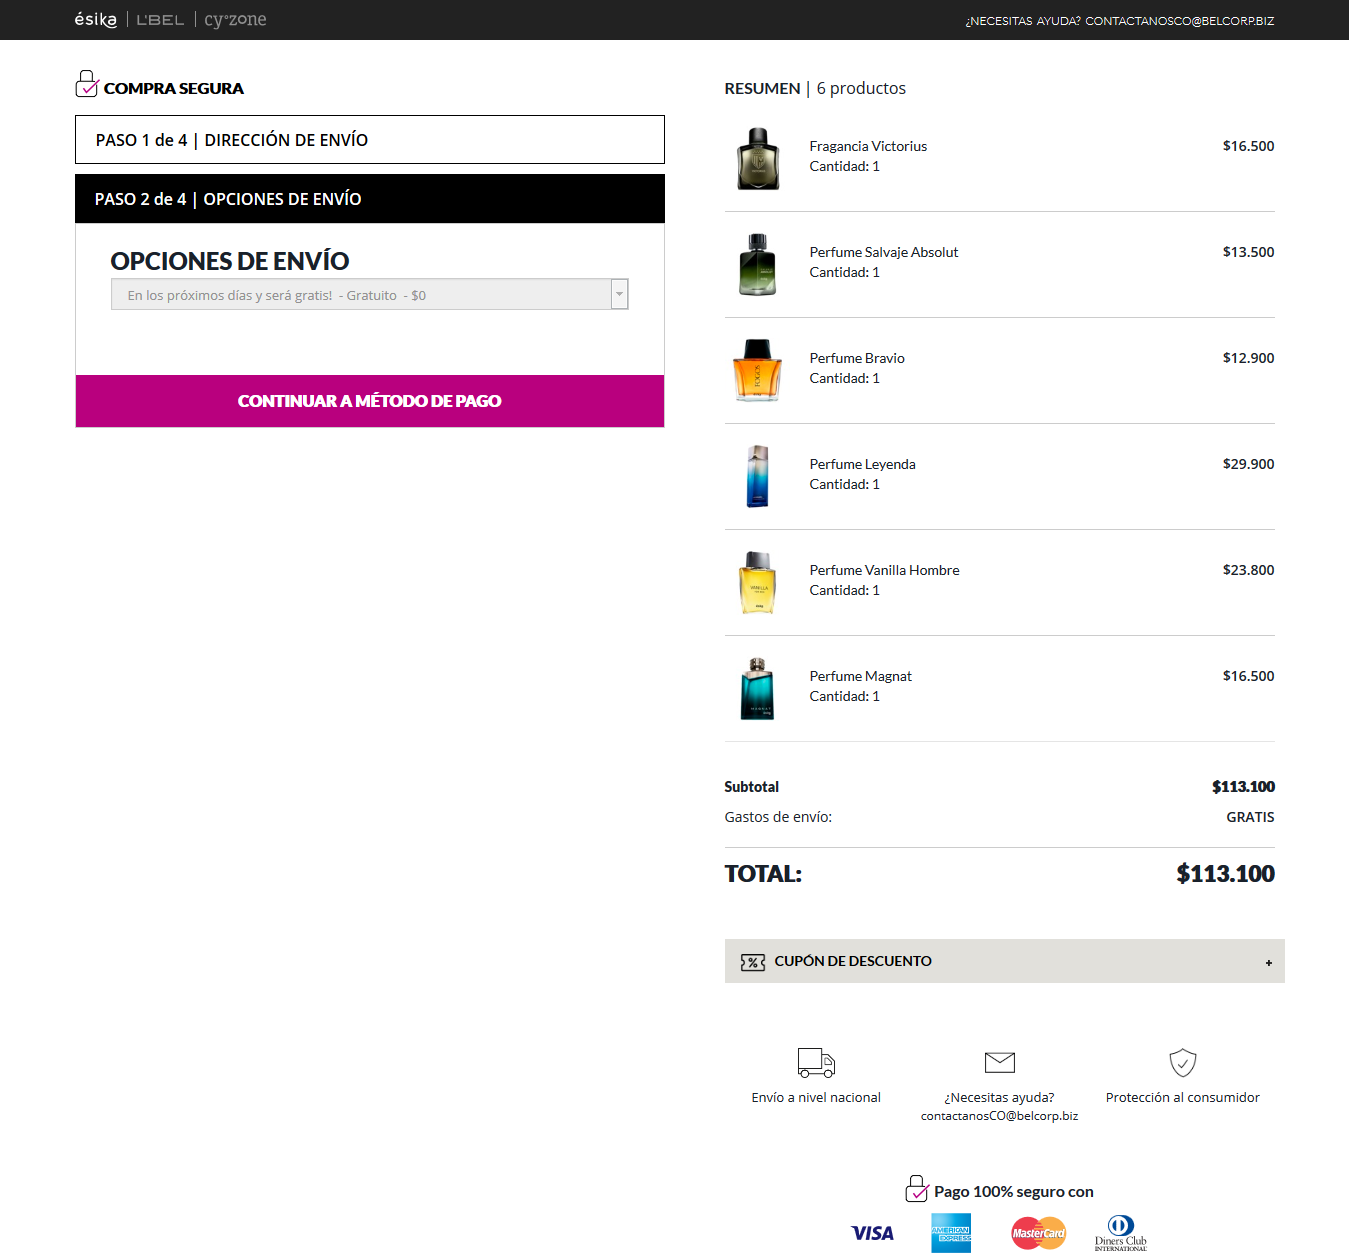 ésika | L'BEL | cy°zone
¿NECESITAS AYUDA? CONTACTANOSCO@BELCORP.BIZ
COMPRA SEGURA
PASO 1 de 4 | DIRECCIÓN DE ENVÍO
PASO 2 de 4 | OPCIONES DE ENVÍO
OPCIONES DE ENVÍO
En los próximos días y será gratis! - Gratuito - $0
CONTINUAR A MÉTODO DE PAGO
RESUMEN | 6 productos
Fragancia Victorius $16.500
Cantidad: 1
Perfume Salvaje Absolut $13.500
Cantidad: 1
Perfume Bravio $12.900
Cantidad: 1
Perfume Leyenda $29.900
Cantidad: 1
Perfume Vanilla Hombre $23.800
Cantidad: 1
Perfume Magnat $16.500
Cantidad: 1
Subtotal $113.100
Gastos de envío: GRATIS
TOTAL: $113.100
CUPÓN DE DESCUENTO +
Envío a nivel nacional
¿Necesitas ayuda?
contactanosCO@belcorp.biz
Protección al consumidor
Pago 100% seguro con
VISA
AMERICAN EXPRESS
MasterCard
Diners Club
INTERNATIONAL